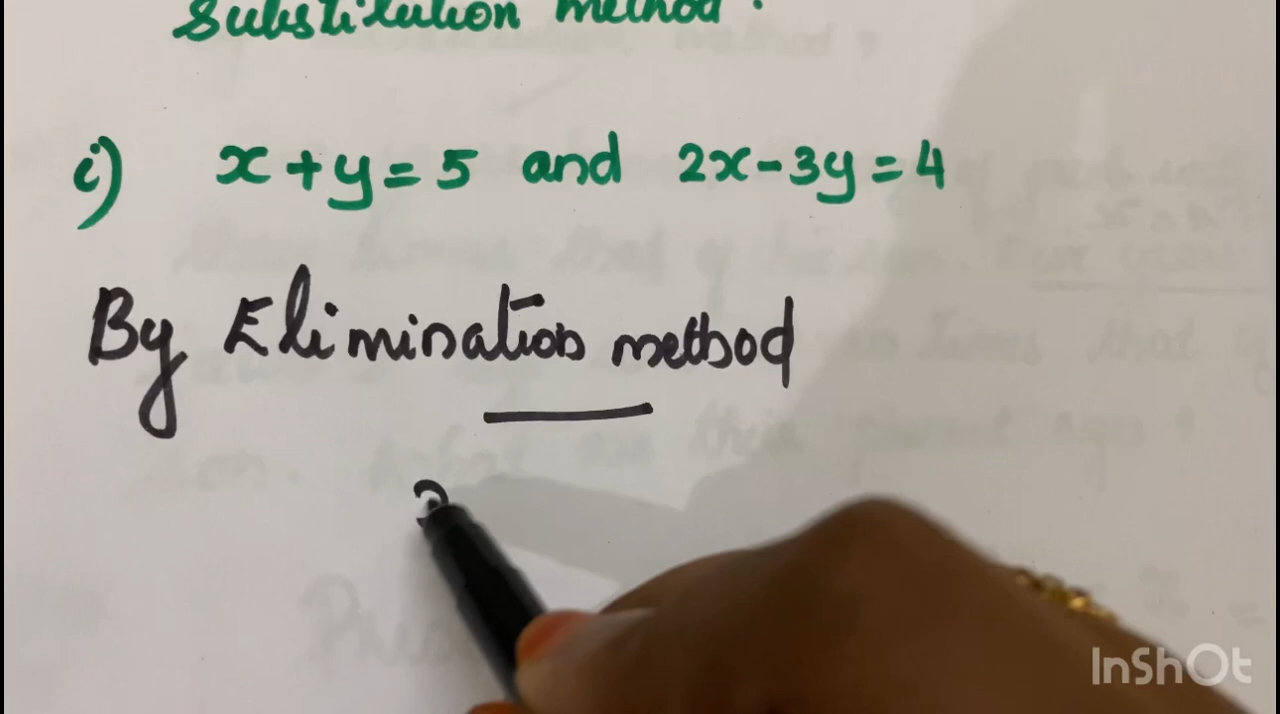 Substitution method.
i) x + y = 5 and 2x - 3y = 4
By Elimination method
InShOt